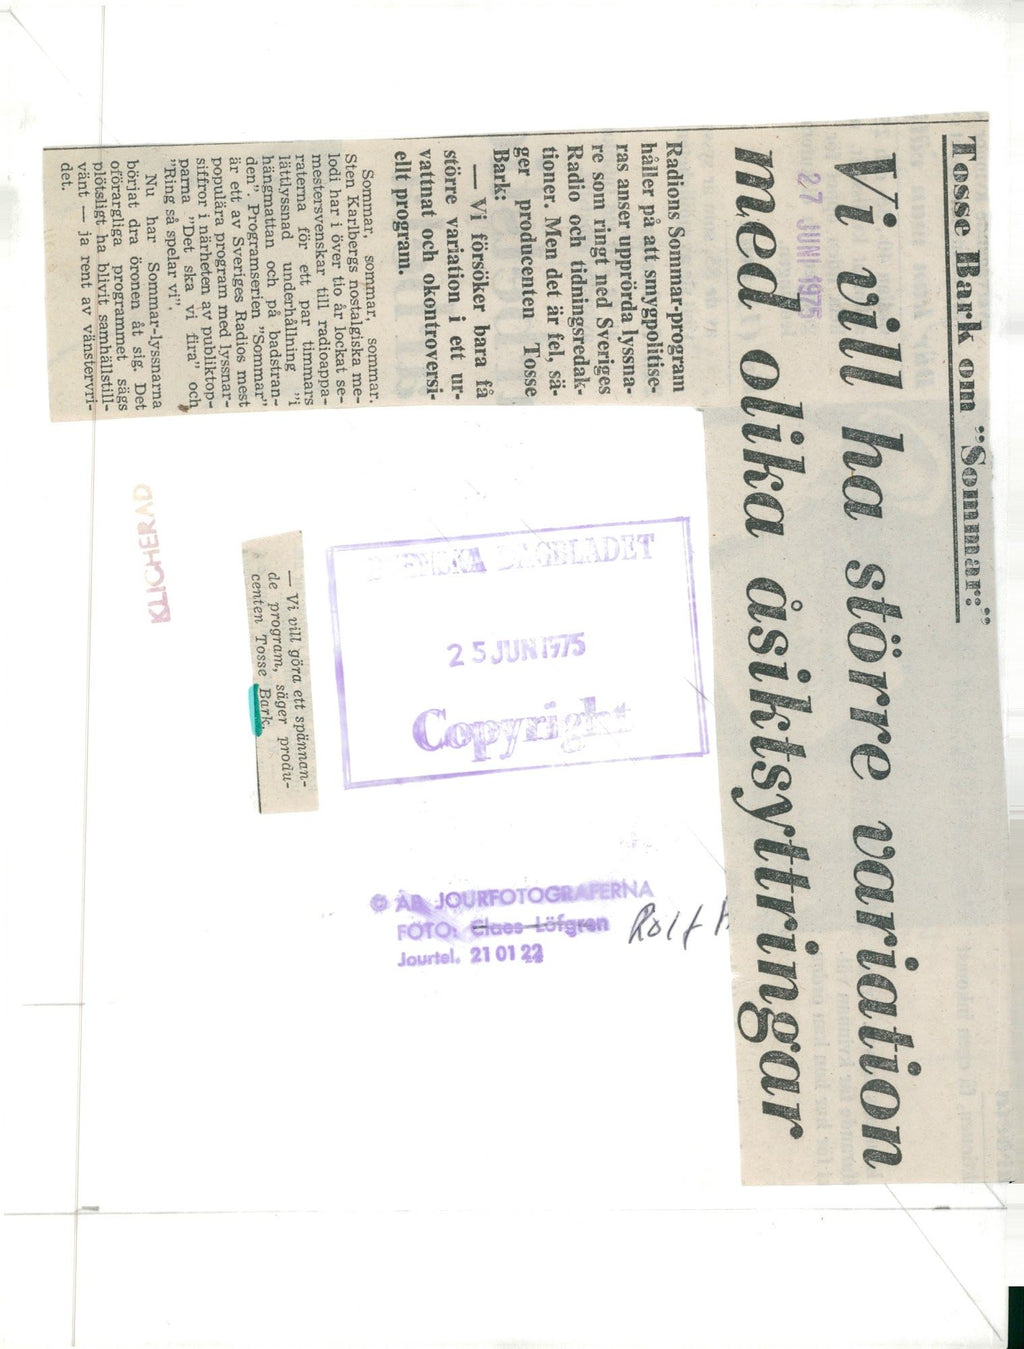 Tosse Bark om "Sommar:"
Vi vill ha större variation
med olika åsiktsyttringar
27 JUNI 1975
Radions Sommar-program
håller på att smygpolitise-
ras anser upprörda lyssna-
re som ringt ned Sveriges
Radio och tidningsredak-
tioner. Men det är fel, sä-
ger producenten Tosse
Bark:
— Vi försöker bara få
större variation i ett ur-
vattnat och okontroversi-
ellt program.
Sommar, sommar, sommar.
Sten Karlbergs nostalgiska me-
lodi har i över tio år lockat se-
mestersvenskar till radioappa-
raterna för ett par timmars
lättlyssnad underhållning "i
hängmattan och på badstran-
den". Programserien "Sommar"
är ett av Sveriges Radios mest
populära program med lyssnar-
siffror i närheten av publiktop-
parna "Det ska vi fira" och
"Ring så spelar vi".
Nu har Sommar-lyssnarna
börjat dra öronen åt sig. Det
oförargliga programmet sägs
plötsligt ha blivit samhällstill-
vänt — ja rent av vänstervri-
det.
SVENSKA DAGBLADET
25 JUN 1975
Copyright
— Vi vill göra ett spännan-
de program, säger produ-
centen Tosse Bark.
KLICHERAD
© AB JOURFOTOGRAFERNA
FOTO: Claes Löfgren Rolf
Jourtel. 21 01 22